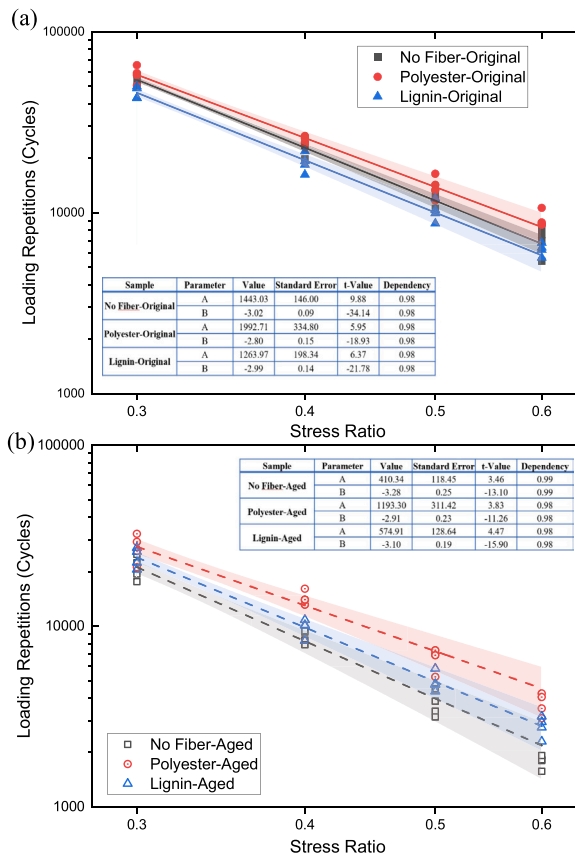 (a)
100000
10000
1000
Loading Repetitions (Cycles)
No Fiber-Original
Polyester-Original
Lignin-Original
Sample Parameter Value Standard Error t-Value Dependency
No Fiber-Original A 1443.03 146.00 9.88 0.98
B -3.02 0.09 -34.14 0.98
Polyester-Original A 1992.71 334.80 5.95 0.98
B -2.80 0.15 -18.93 0.98
Lignin-Original A 1263.97 198.34 6.37 0.98
B -2.99 0.14 -21.78 0.98
0.3 0.4 0.5 0.6
Stress Ratio
(b)
100000
10000
1000
Loading Repetitions (Cycles)
Sample Parameter Value Standard Error t-Value Dependency
No Fiber-Aged A 410.34 118.45 3.46 0.99
B -3.28 0.25 -13.10 0.99
Polyester-Aged A 1193.30 311.42 3.83 0.98
B -2.91 0.23 -11.26 0.98
Lignin-Aged A 574.91 128.64 4.47 0.98
B -3.10 0.19 -15.90 0.98
No Fiber-Aged
Polyester-Aged
Lignin-Aged
0.3 0.4 0.5 0.6
Stress Ratio